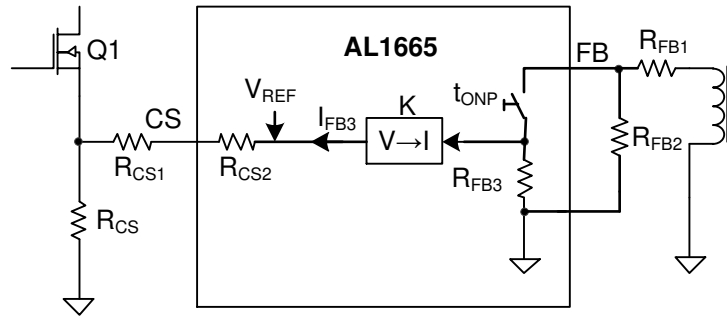 AL1665
Q1
FB
R_FB1
V_REF
t_ONP
CS
I_FB3
K
V→I
R_CS1
R_CS2
R_FB3
R_FB2
R_CS